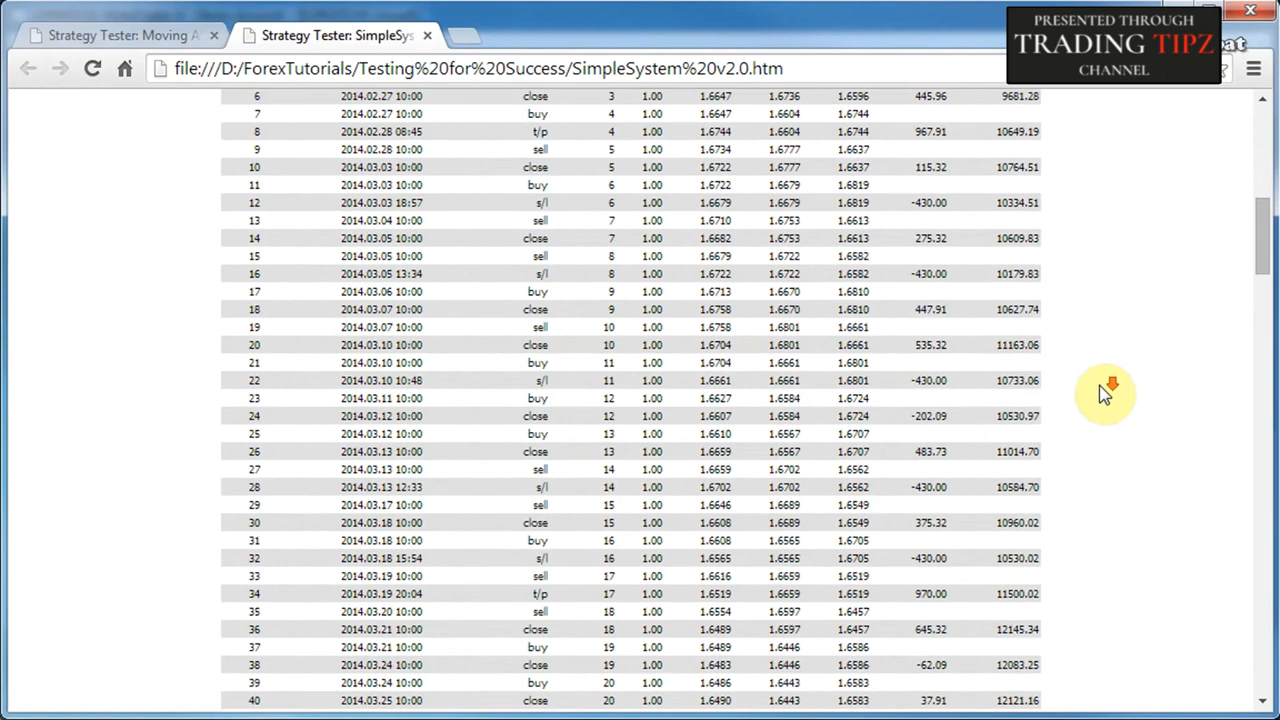 Strategy Tester: Moving A
Strategy Tester: SimpleSys
PRESENTED THROUGH
TRADING TIPZ
CHANNEL
file:///D:/ForexTutorials/Testing%20for%20Success/SimpleSystem%20v2.0.htm
6 2014.02.27 10:00 close 3 1.00 1.6647 1.6736 1.6596 445.96 9681.28
7 2014.02.27 10:00 buy 4 1.00 1.6647 1.6604 1.6744
8 2014.02.28 08:45 t/p 4 1.00 1.6744 1.6604 1.6744 967.91 10649.19
9 2014.02.28 10:00 sell 5 1.00 1.6734 1.6777 1.6637
10 2014.03.03 10:00 close 5 1.00 1.6722 1.6777 1.6637 115.32 10764.51
11 2014.03.03 10:00 buy 6 1.00 1.6722 1.6679 1.6819
12 2014.03.03 18:57 s/l 6 1.00 1.6679 1.6679 1.6819 -430.00 10334.51
13 2014.03.04 10:00 sell 7 1.00 1.6710 1.6753 1.6613
14 2014.03.05 10:00 close 7 1.00 1.6682 1.6753 1.6613 275.32 10609.83
15 2014.03.05 10:00 sell 8 1.00 1.6679 1.6722 1.6582
16 2014.03.05 13:34 s/l 8 1.00 1.6722 1.6722 1.6582 -430.00 10179.83
17 2014.03.06 10:00 buy 9 1.00 1.6713 1.6670 1.6810
18 2014.03.07 10:00 close 9 1.00 1.6758 1.6670 1.6810 447.91 10627.74
19 2014.03.07 10:00 sell 10 1.00 1.6758 1.6801 1.6661
20 2014.03.10 10:00 close 10 1.00 1.6704 1.6801 1.6661 535.32 11163.06
21 2014.03.10 10:00 buy 11 1.00 1.6704 1.6661 1.6801
22 2014.03.10 10:48 s/l 11 1.00 1.6661 1.6661 1.6801 -430.00 10733.06
23 2014.03.11 10:00 buy 12 1.00 1.6627 1.6584 1.6724
24 2014.03.12 10:00 close 12 1.00 1.6607 1.6584 1.6724 -202.09 10530.97
25 2014.03.12 10:00 buy 13 1.00 1.6610 1.6567 1.6707
26 2014.03.13 10:00 close 13 1.00 1.6659 1.6567 1.6707 483.73 11014.70
27 2014.03.13 10:00 sell 14 1.00 1.6659 1.6702 1.6562
28 2014.03.13 12:33 s/l 14 1.00 1.6702 1.6702 1.6562 -430.00 10584.70
29 2014.03.17 10:00 sell 15 1.00 1.6646 1.6689 1.6549
30 2014.03.18 10:00 close 15 1.00 1.6608 1.6689 1.6549 375.32 10960.02
31 2014.03.18 10:00 buy 16 1.00 1.6608 1.6565 1.6705
32 2014.03.18 15:54 s/l 16 1.00 1.6565 1.6565 1.6705 -430.00 10530.02
33 2014.03.19 10:00 sell 17 1.00 1.6616 1.6659 1.6519
34 2014.03.19 20:04 t/p 17 1.00 1.6519 1.6659 1.6519 970.00 11500.02
35 2014.03.20 10:00 sell 18 1.00 1.6554 1.6597 1.6457
36 2014.03.21 10:00 close 18 1.00 1.6489 1.6597 1.6457 645.32 12145.34
37 2014.03.21 10:00 buy 19 1.00 1.6489 1.6446 1.6586
38 2014.03.24 10:00 close 19 1.00 1.6483 1.6446 1.6586 -62.09 12083.25
39 2014.03.24 10:00 buy 20 1.00 1.6486 1.6443 1.6583
40 2014.03.25 10:00 close 20 1.00 1.6490 1.6443 1.6583 37.91 12121.16